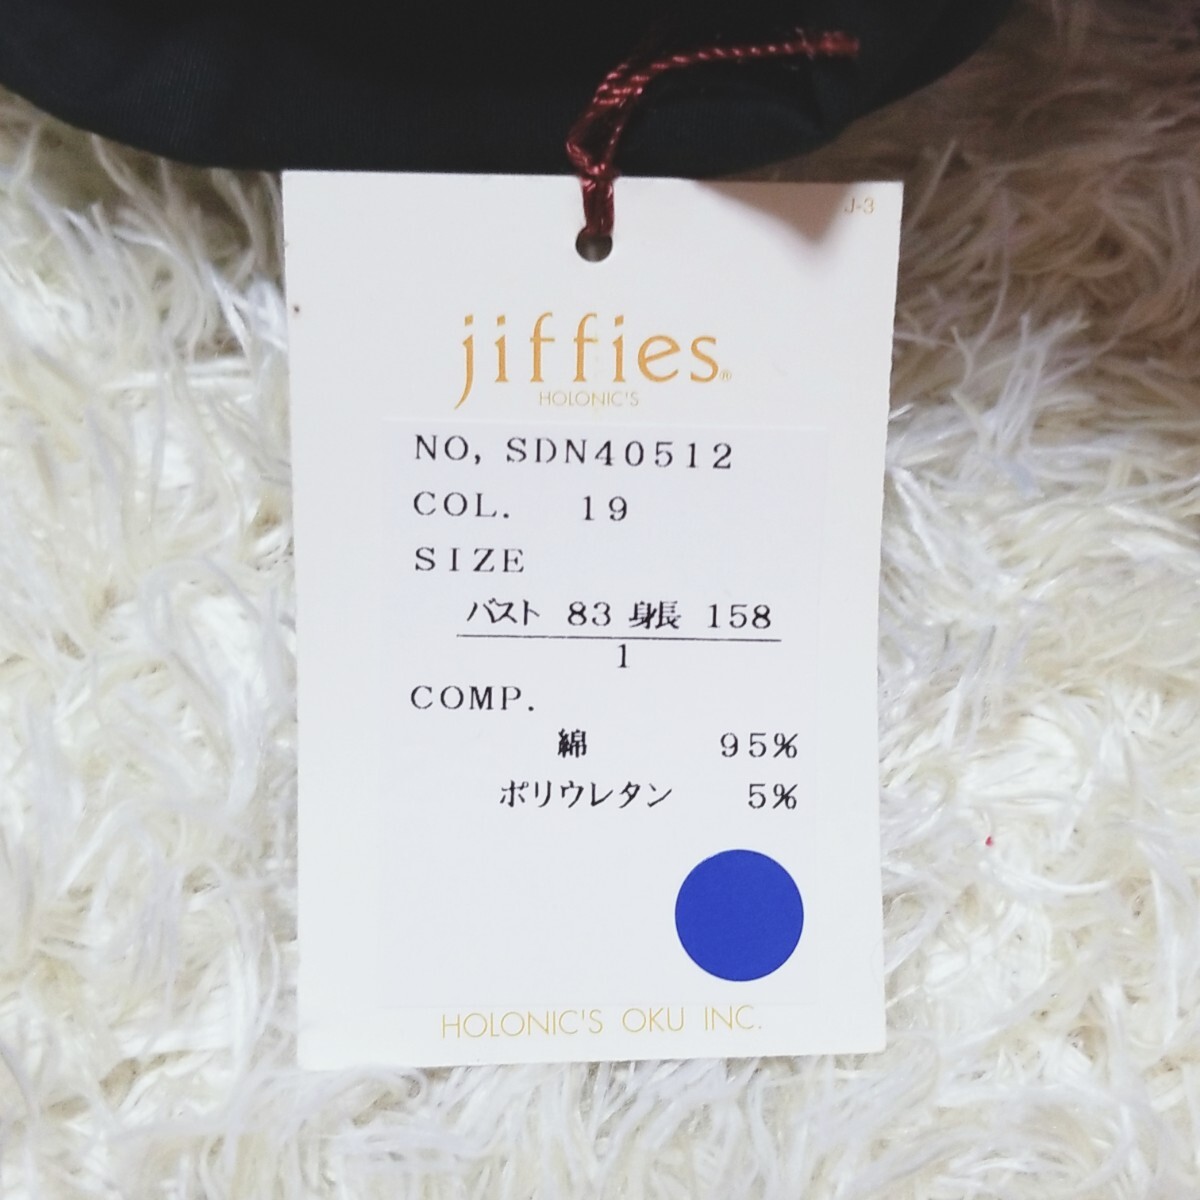 J-3
jiffies®
HOLONIC'S
NO, SDN40512
COL. 19
SIZE
バスト 83 身長 158
1
COMP.
綿 95%
ポリウレタン 5%
HOLONIC'S OKU INC.